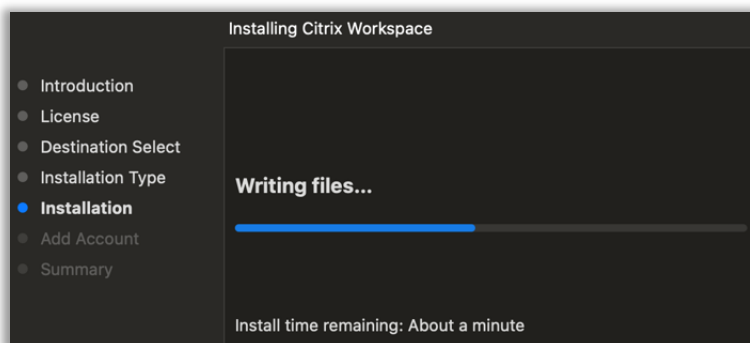 Installing Citrix Workspace
Introduction
License
Destination Select
Installation Type
Installation
Add Account
Summary
Writing files...
Install time remaining: About a minute